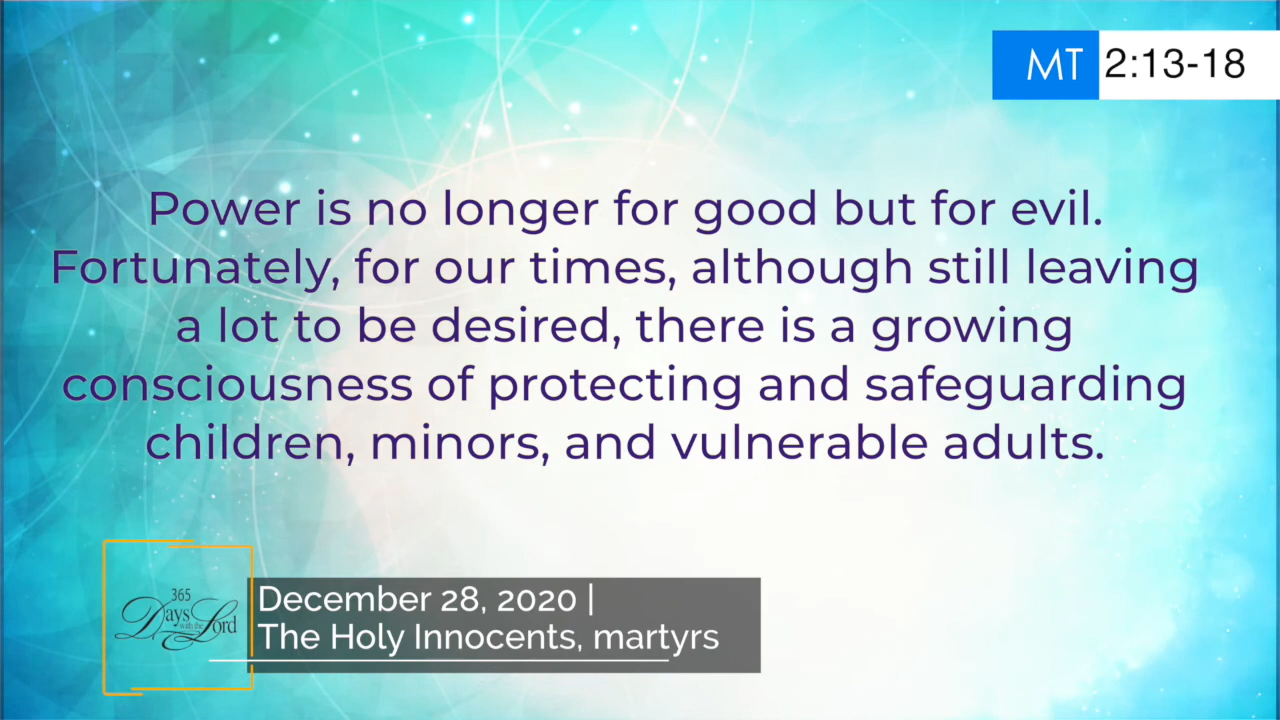 MT 2:13-18
Power is no longer for good but for evil.
Fortunately, for our times, although still leaving
a lot to be desired, there is a growing
consciousness of protecting and safeguarding
children, minors, and vulnerable adults.
365
Days with the Lord
December 28, 2020 |
The Holy Innocents, martyrs